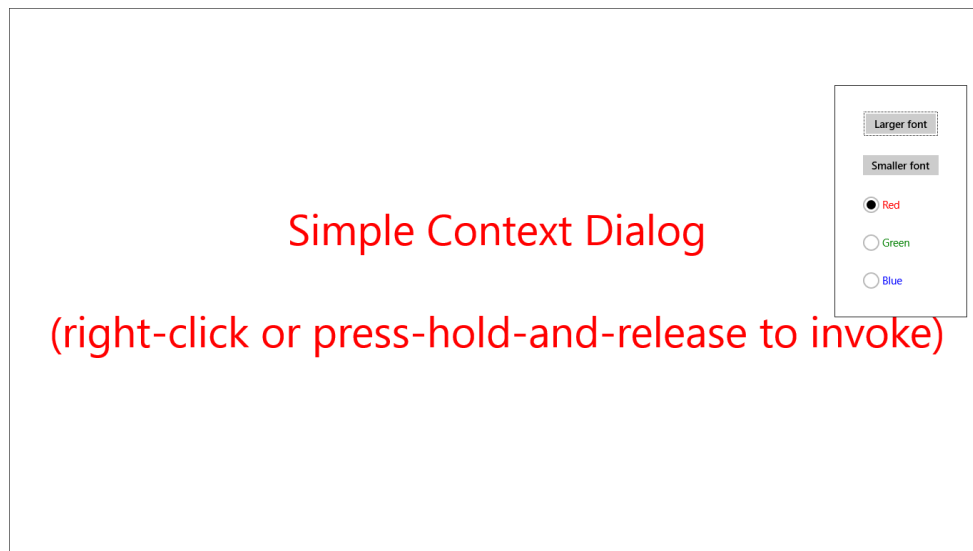 Larger font
Smaller font
Red
Green
Blue
Simple Context Dialog
(right-click or press-hold-and-release to invoke)